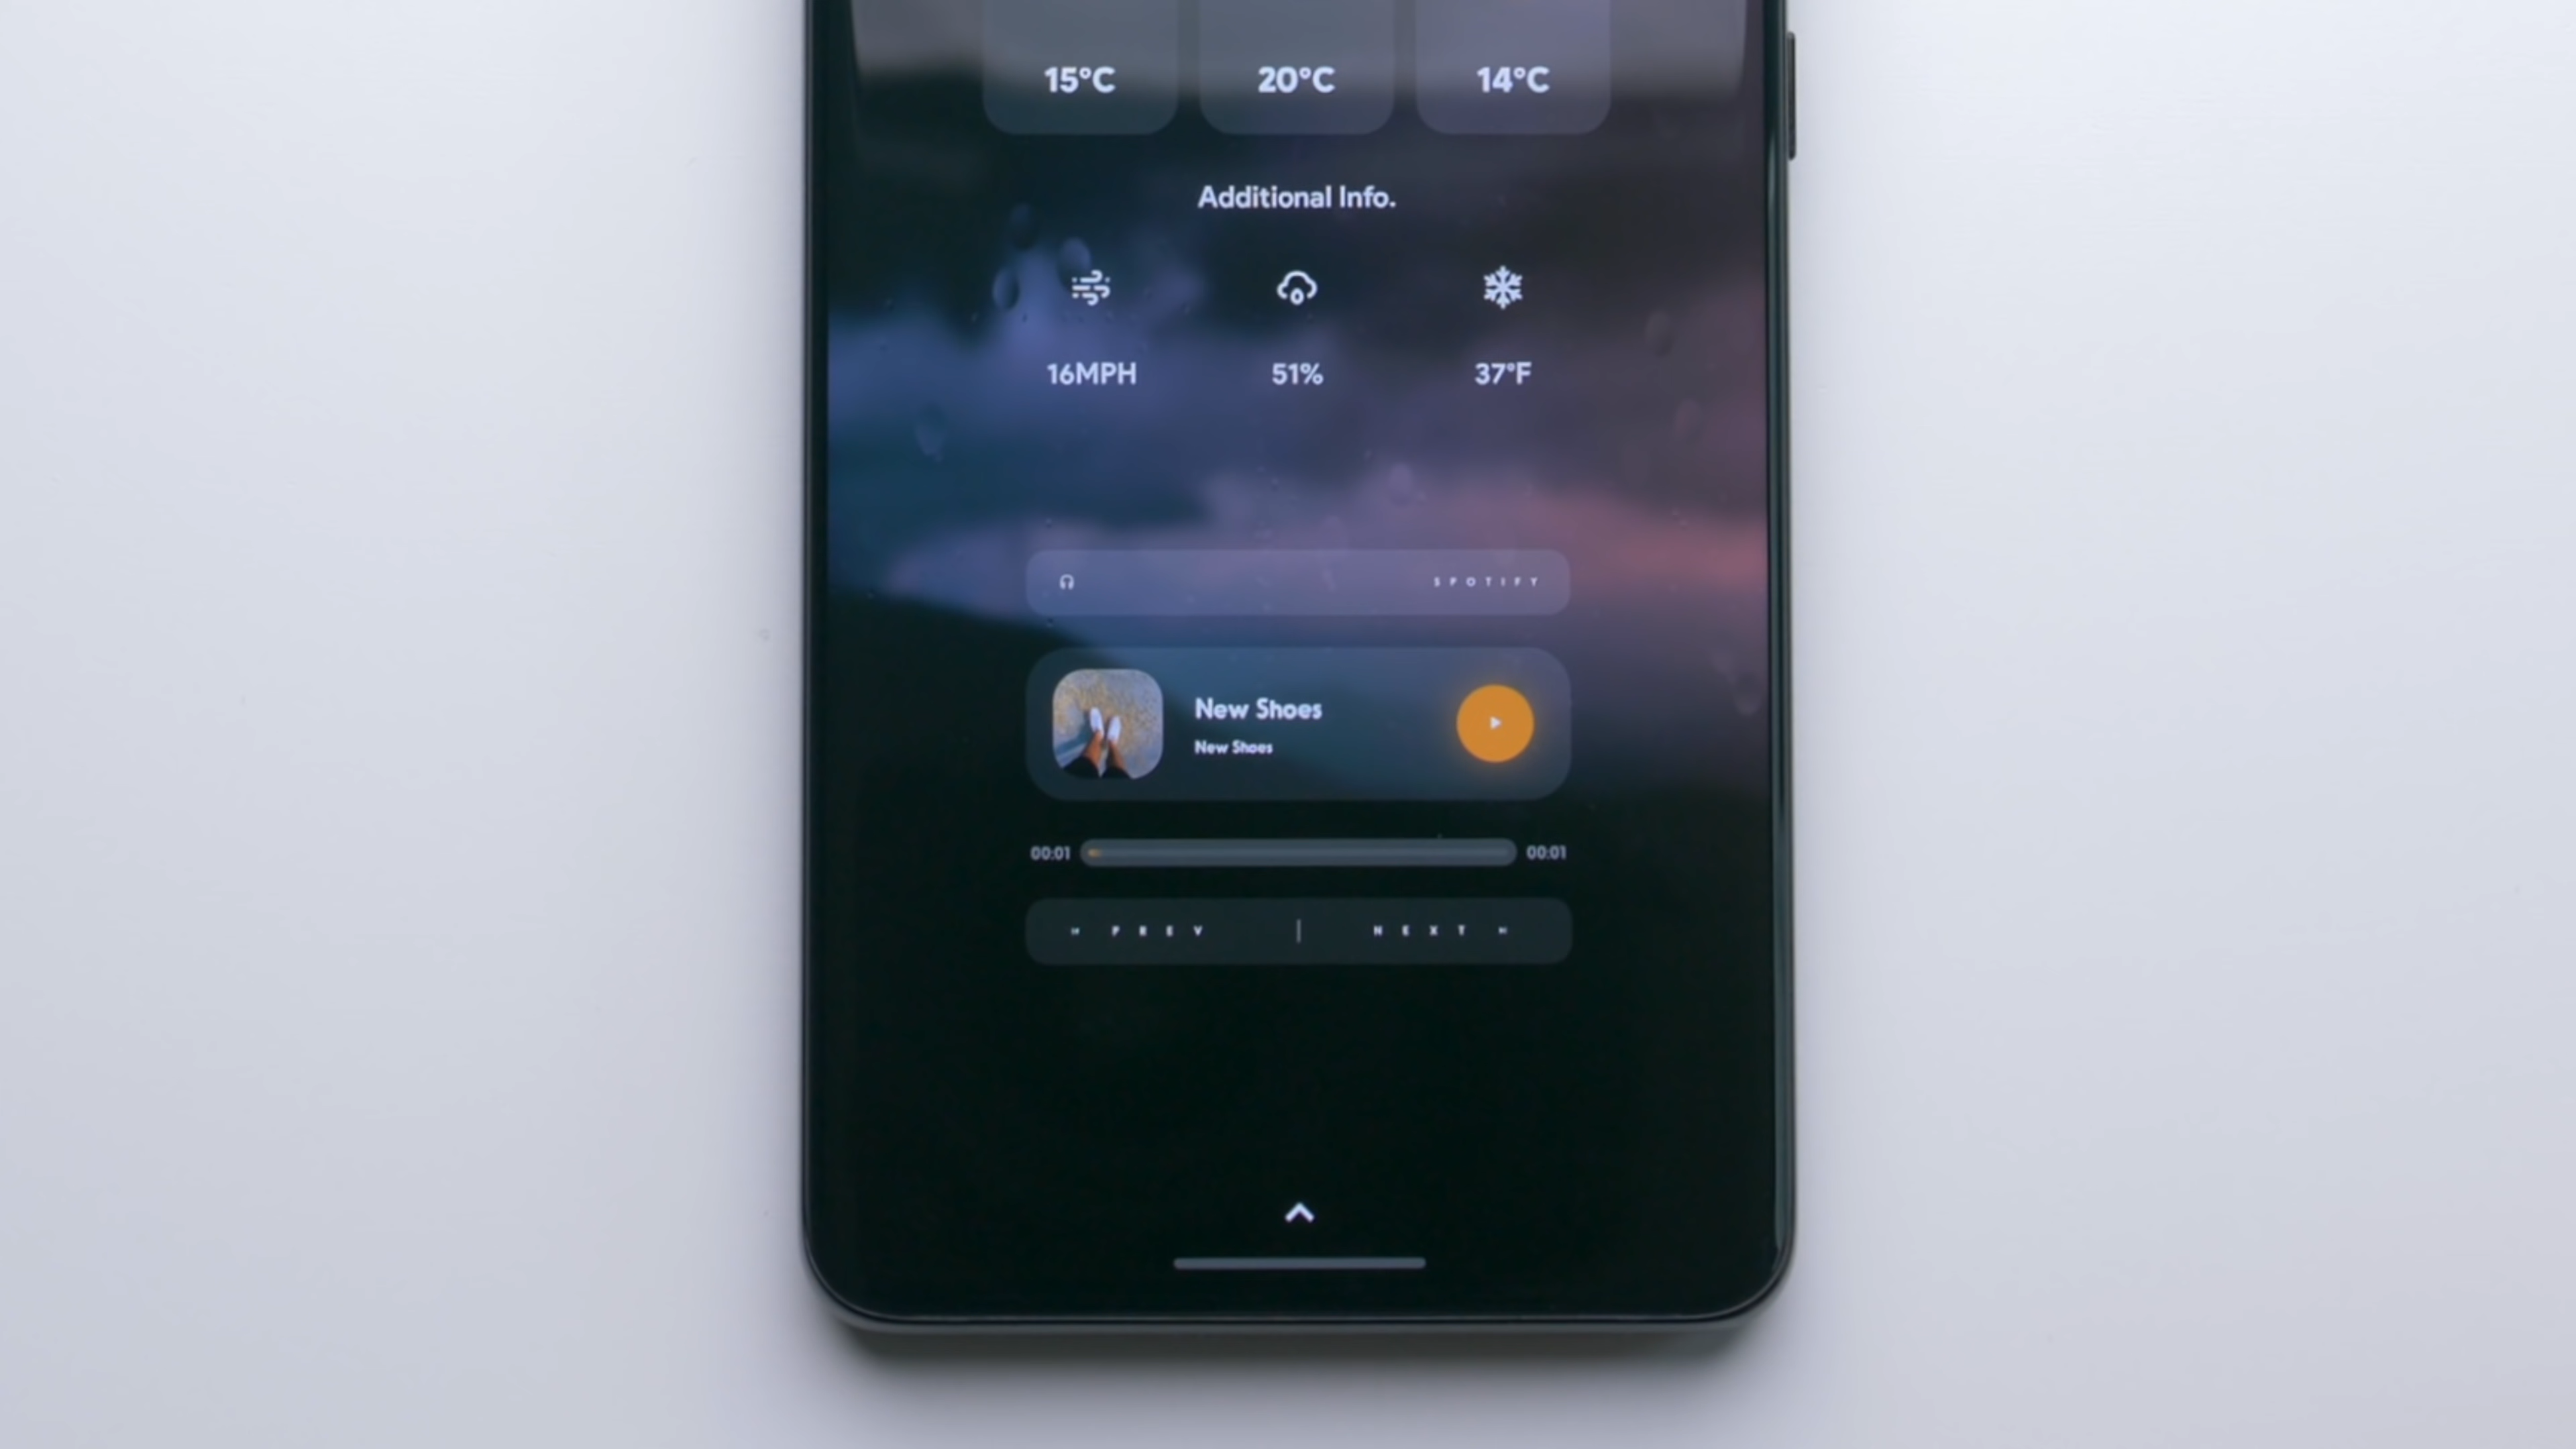 15°C 20°C 14°C
Additional Info.
16MPH 51% 37°F
SPOTIFY
New Shoes
New Shoes
00:01 00:01
PREV | NEXT